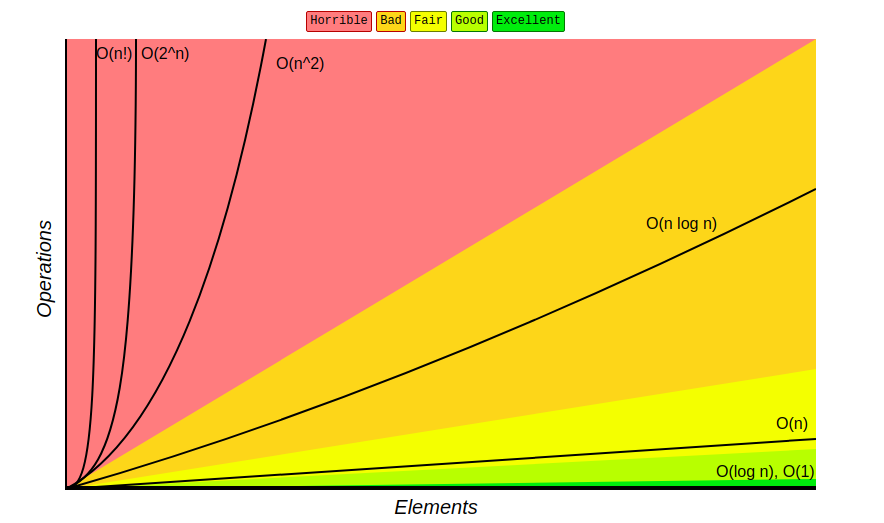 Horrible Bad Fair Good Excellent
O(n!) O(2^n)
O(n^2)
O(n log n)
O(n)
O(log n), O(1)
Operations
Elements